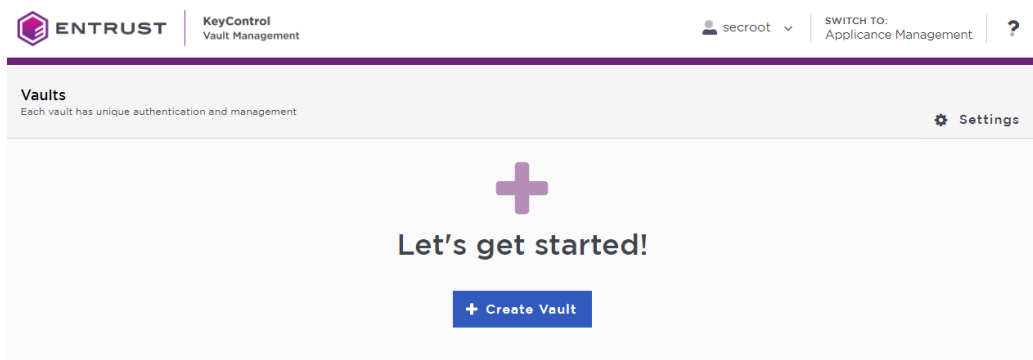 ENTRUST
KeyControl
Vault Management
secroot
SWITCH TO:
Applicance Management
?
Vaults
Each vault has unique authentication and management
Settings
Let's get started!
+ Create Vault